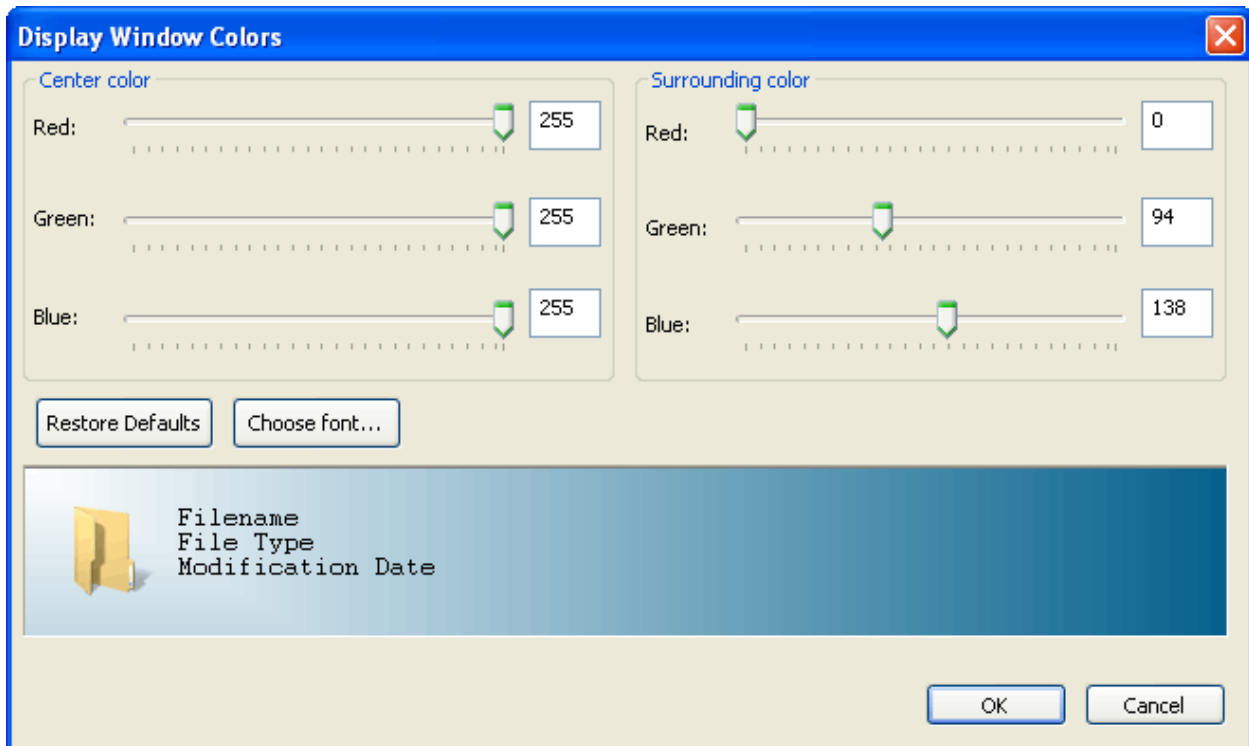 Display Window Colors
Center color
Red:
255
Green:
255
Blue:
255
Surrounding color
Red:
0
Green:
94
Blue:
138
Restore Defaults
Choose font...
Filename
File Type
Modification Date
OK
Cancel